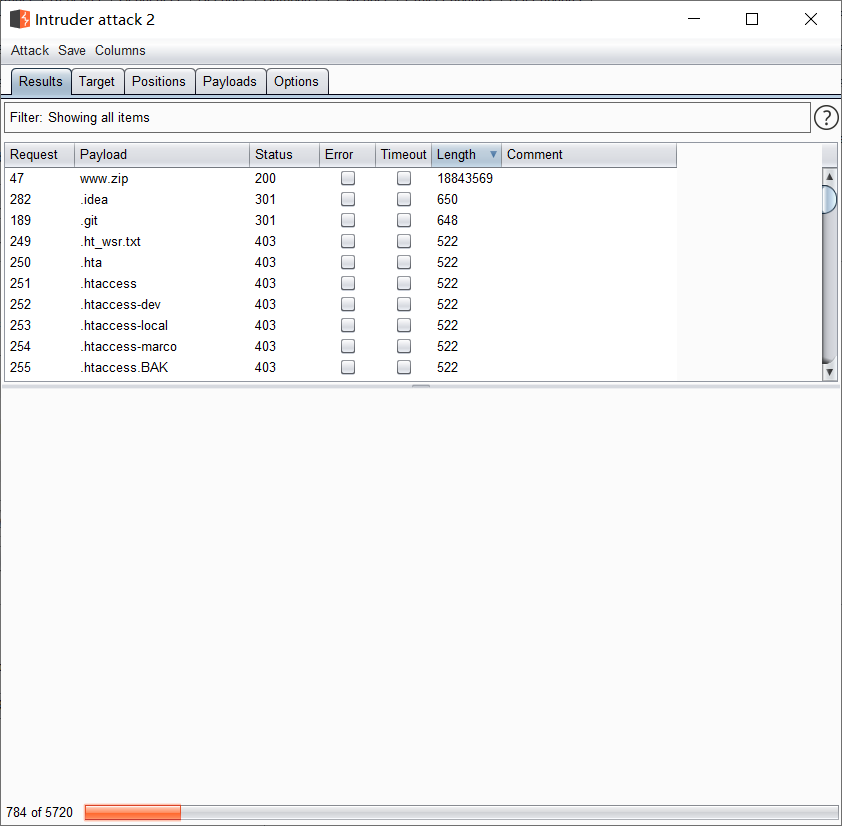 Intruder attack 2
Attack Save Columns
Results Target Positions Payloads Options
Filter: Showing all items ?
Request Payload Status Error Timeout Length Comment
47 www.zip 200 18843569
282 .idea 301 650
189 .git 301 648
249 .ht_wsr.txt 403 522
250 .hta 403 522
251 .htaccess 403 522
252 .htaccess-dev 403 522
253 .htaccess-local 403 522
254 .htaccess-marco 403 522
255 .htaccess.BAK 403 522
784 of 5720